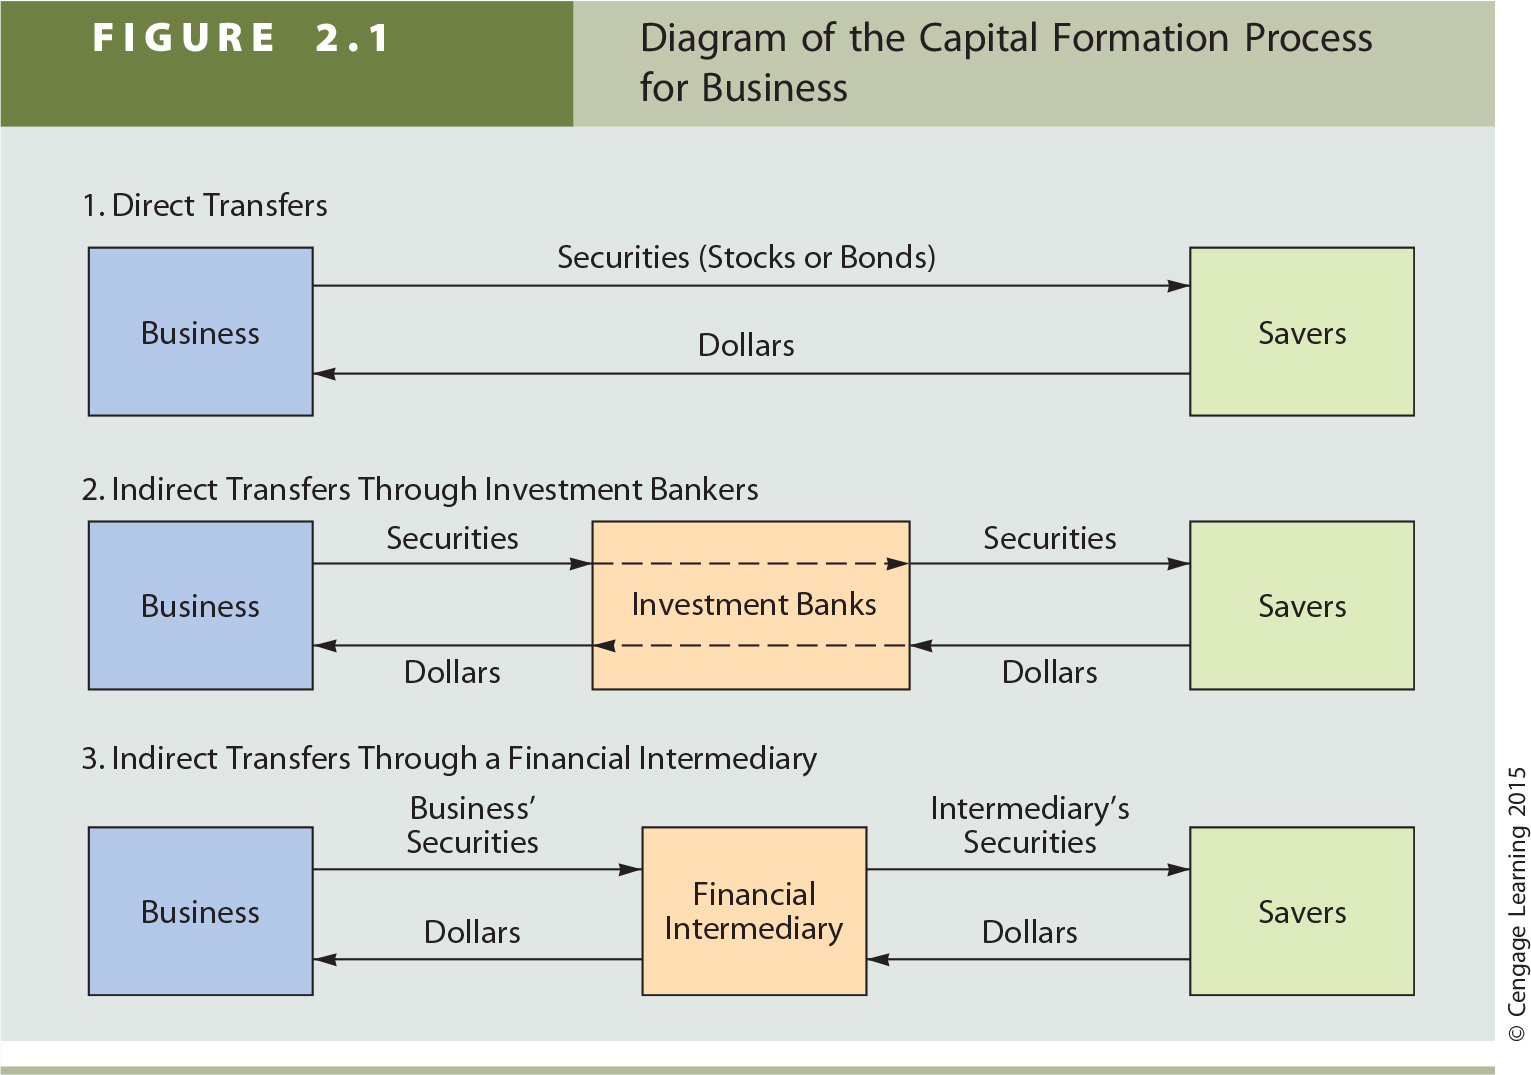 FIGURE 2.1
Diagram of the Capital Formation Process
for Business
1. Direct Transfers
Business
Securities (Stocks or Bonds)
Dollars
Savers
2. Indirect Transfers Through Investment Bankers
Business
Securities
Dollars
Investment Banks
Securities
Dollars
Savers
3. Indirect Transfers Through a Financial Intermediary
Business
Business’
Securities
Dollars
Financial
Intermediary
Intermediary’s
Securities
Dollars
Savers
© Cengage Learning 2015